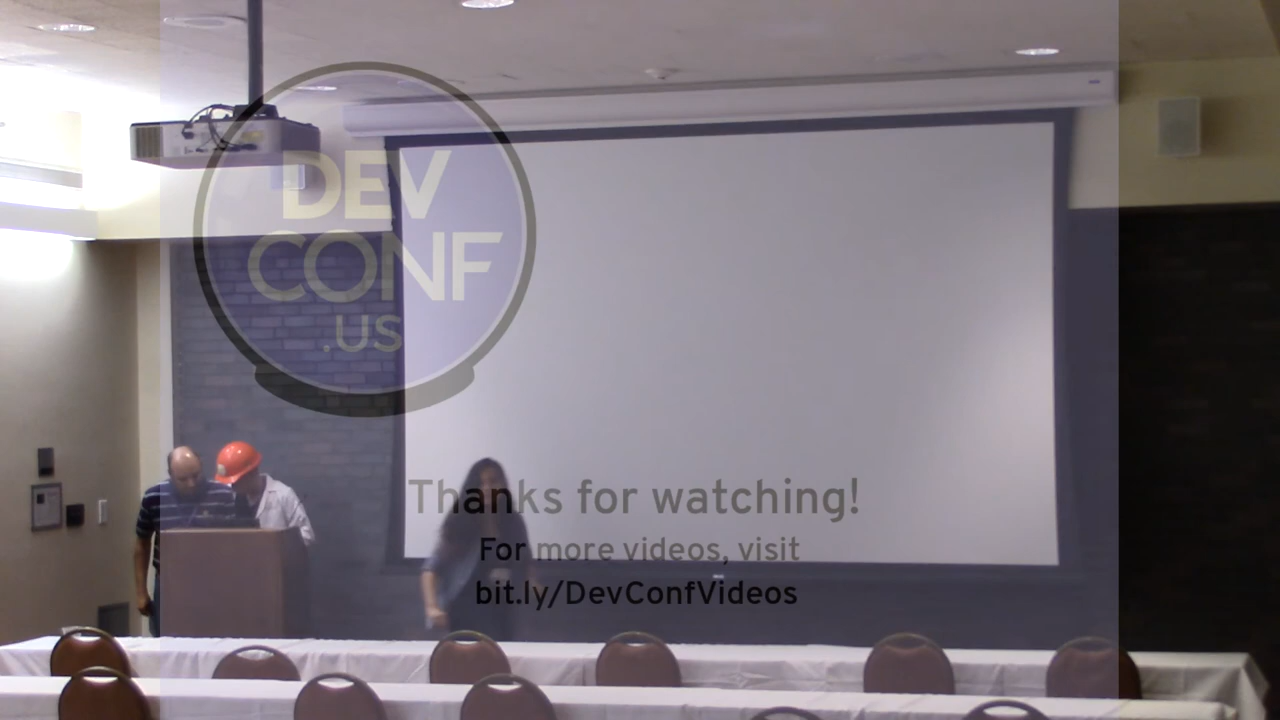 DEV
CONF
.US
Thanks for watching!
For more videos, visit
bit.ly/DevConfVideos